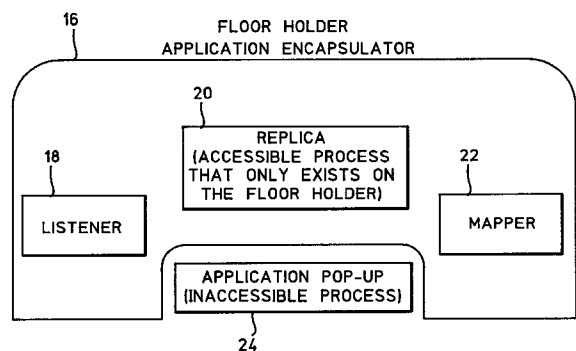 16
FLOOR HOLDER
APPLICATION ENCAPSULATOR
20
REPLICA
(ACCESSIBLE PROCESS
THAT ONLY EXISTS ON
THE FLOOR HOLDER)
18
LISTENER
22
MAPPER
APPLICATION POP-UP
(INACCESSIBLE PROCESS)
24